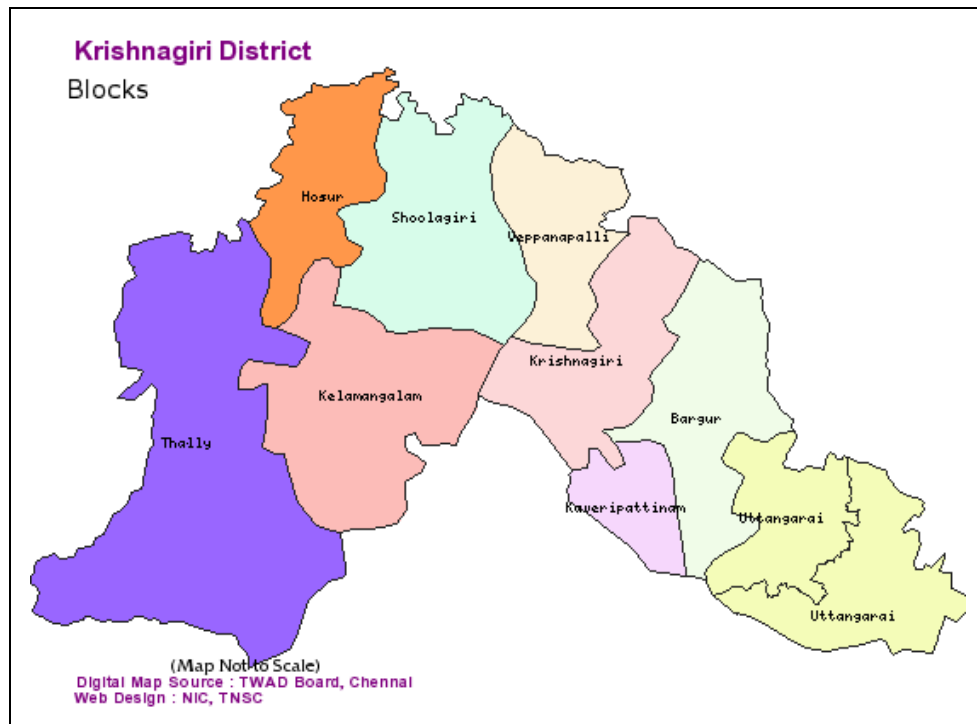 Krishnagiri District
Blocks
Hosur
Shoolagiri
Veppanapalli
Krishnagiri
Kelamangalam
Bargur
Thally
Kaveripattinam
Uttangarai
Uttangarai
(Map Not to Scale)
Digital Map Source : TWAD Board, Chennai
Web Design : NIC, TNSC